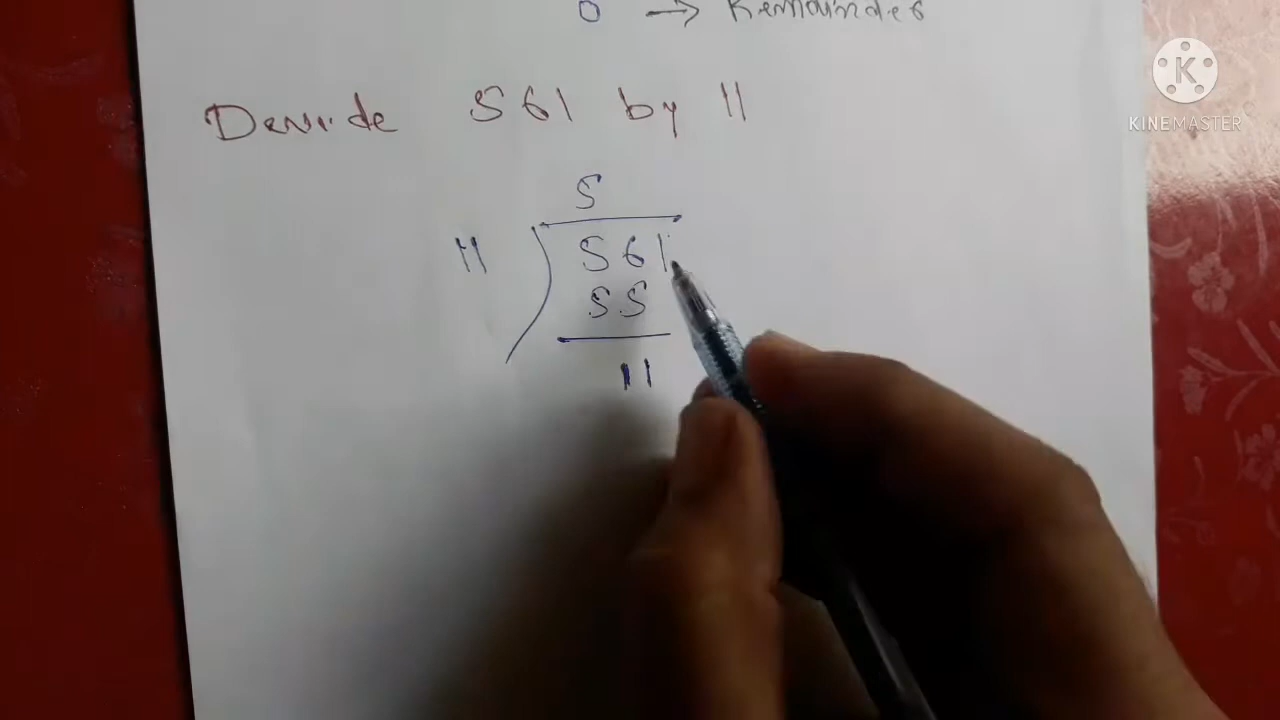 0 → Remainder
Devide 561 by 11
5
11 ) 561
55
11
K
KINEMASTER